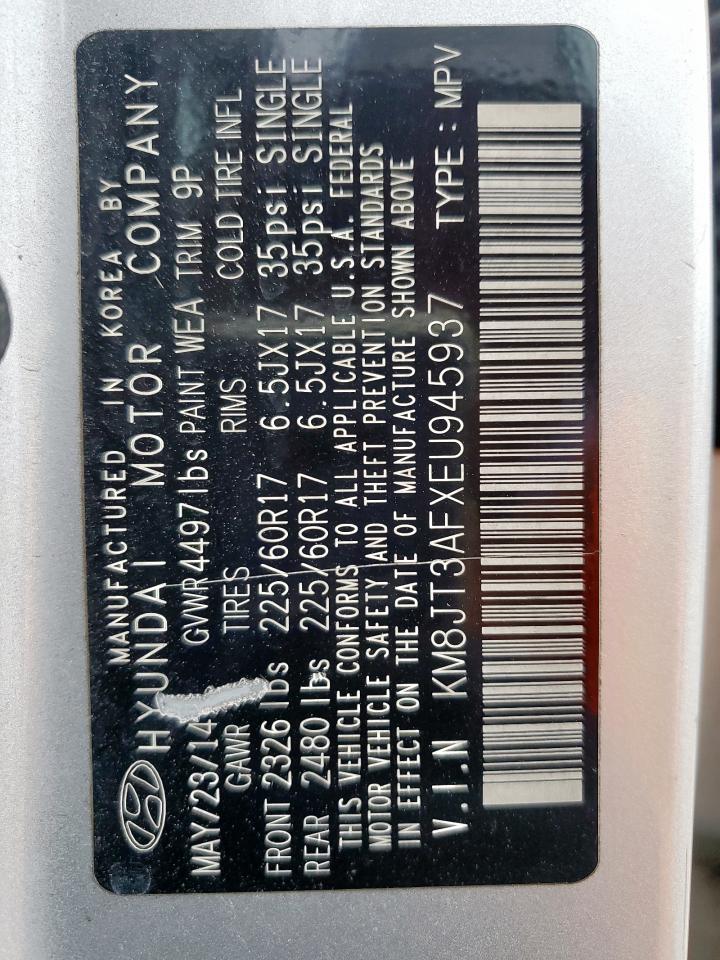 MANUFACTURED IN KOREA BY
HYUNDAI MOTOR COMPANY
MAY/23/14 GVWR 4497lbs PAINT WEA TRIM 9P
GAWR TIRES RIMS COLD TIRE INFL
FRONT 2326 lbs 225/60R17 6.5JX17 35psi SINGLE
REAR 2480 lbs 225/60R17 6.5JX17 35psi SINGLE
THIS VEHICLE CONFORMS TO ALL APPLICABLE U.S.A. FEDERAL
MOTOR VEHICLE SAFETY AND THEFT PREVENTION STANDARDS
IN EFFECT ON THE DATE OF MANUFACTURE SHOWN ABOVE
V.I.N KM8JT3AFXEU945937 TYPE : MPV